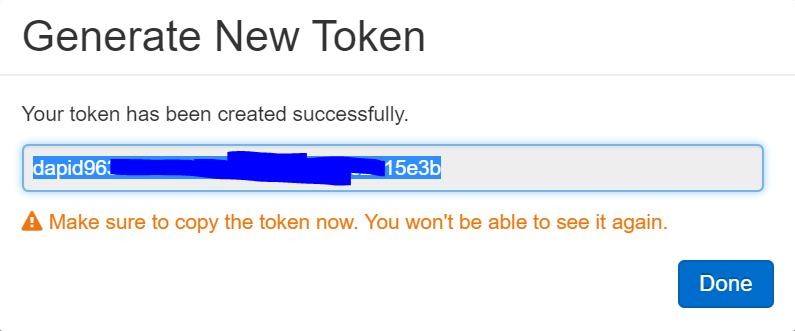 Generate New Token
Your token has been created successfully.
dapid96 15e3b
Make sure to copy the token now. You won't be able to see it again.
Done